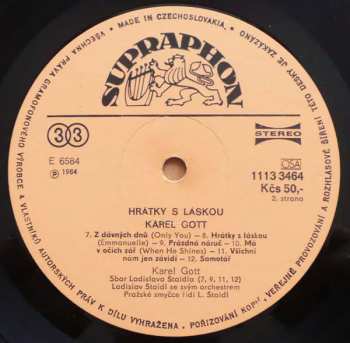 MADE IN CZECHOSLOVAKIA.
VŠECHNA PRÁVA GRAMOFONOVÉHO VÝROBCE A VLASTNÍKŮ AUTORSKÝCH PRÁV K DÍLU VYHRAŽENA. POŘIZOVÁNÍ KOPIÍ, VEŘEJNÉ PROVOZOVÁNÍ A ROZHLASOVÉ ŠÍŘENÍ TÉTO DESKY JE ZAKÁZÁNO.
SUPRAPHON
33
STEREO
E 6584
℗ 1984
ČSA
1113 3464
Kčs 50,-
2. strana
HRÁTKY S LÁSKOU
KAREL GOTT
7. Z dávných dnů (Only You) – 8. Hrátky s láskou
(Emmanuelle) – 9. Prázdná náruč – 10. Má
v očích zář (When He Shines) – 11. Všichni
nám jen závidí – 12. Samotář
Karel Gott
Sbor Ladislava Štaidla (7, 9, 11, 12)
Ladislav Štaidl se svým orchestrem
Pražské smyčce řídí L. Štaidl